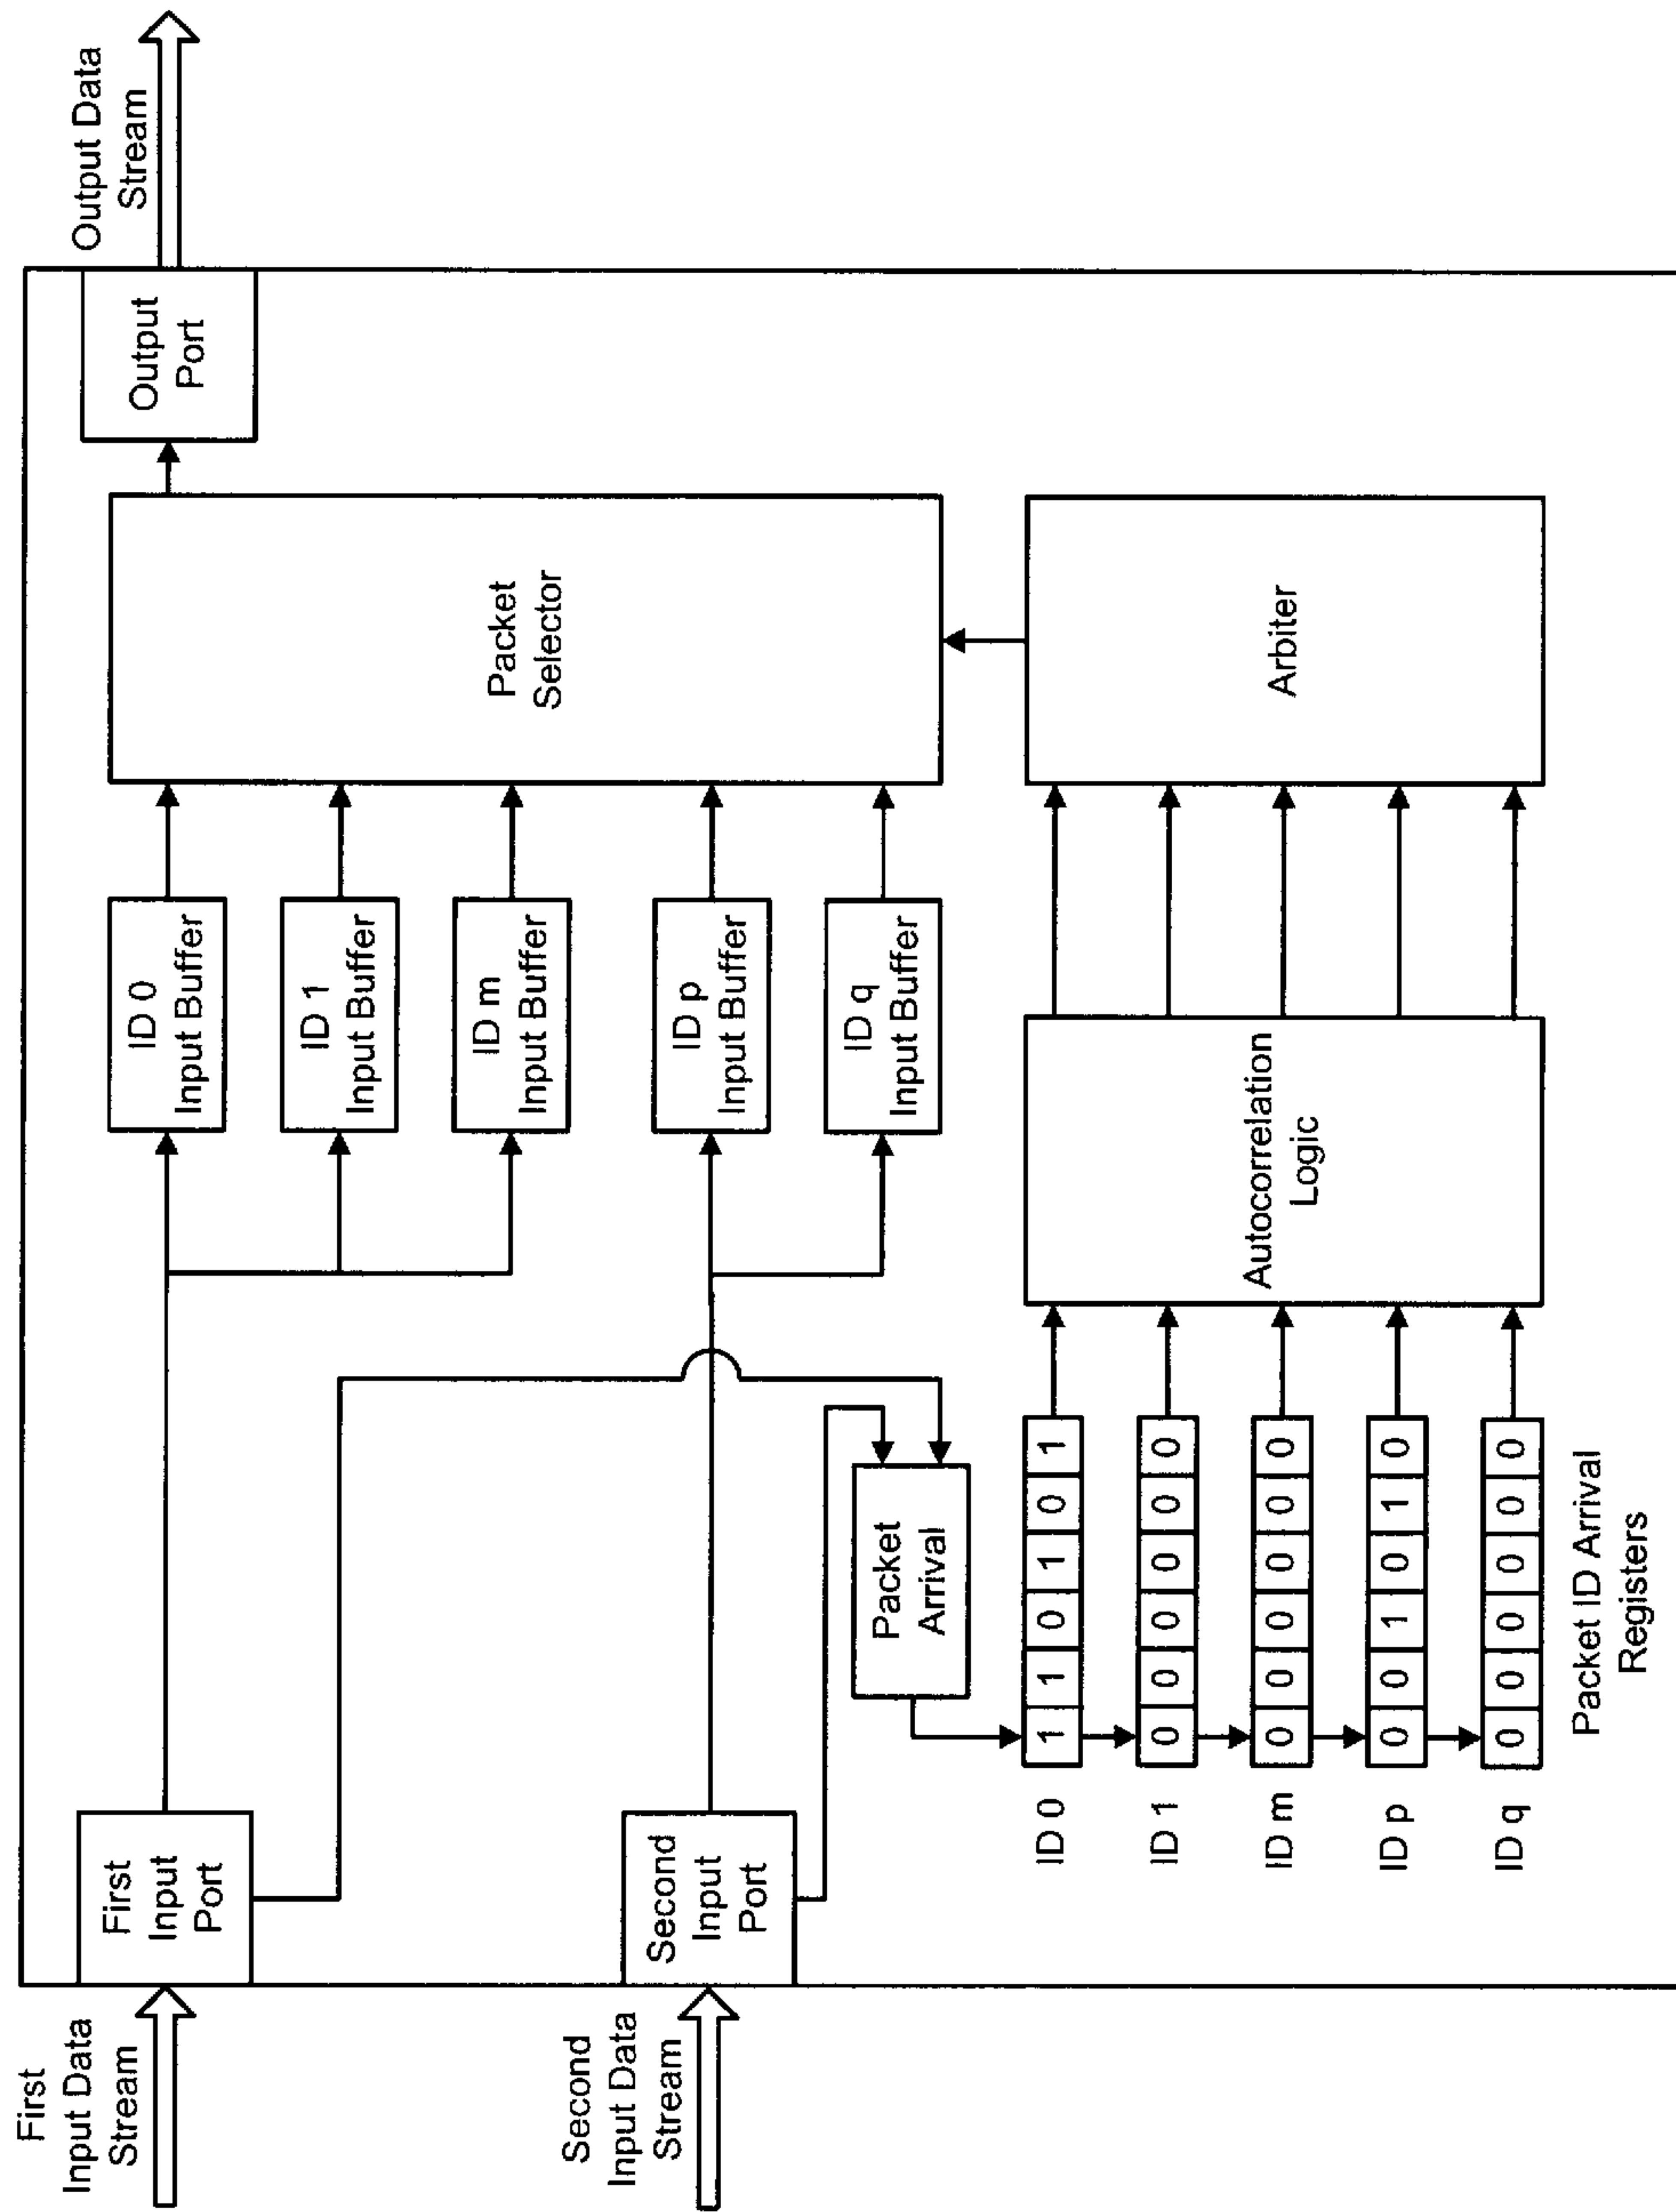 First
Input Data
Stream
First
Input
Port
ID 0
Input Buffer
ID 1
Input Buffer
ID m
Input Buffer
Packet
Selector
Output
Port
Output Data
Stream
Second
Input Data
Stream
Second
Input
Port
ID p
Input Buffer
ID q
Input Buffer
Packet
Arrival
ID 0
1 1 0 1 0 1
ID 1
0 0 0 0 0 0
ID m
0 0 0 0 0 0
ID p
0 0 1 0 1 0
ID q
0 0 0 0 0 0
Packet ID Arrival
Registers
Autocorrelation
Logic
Arbiter